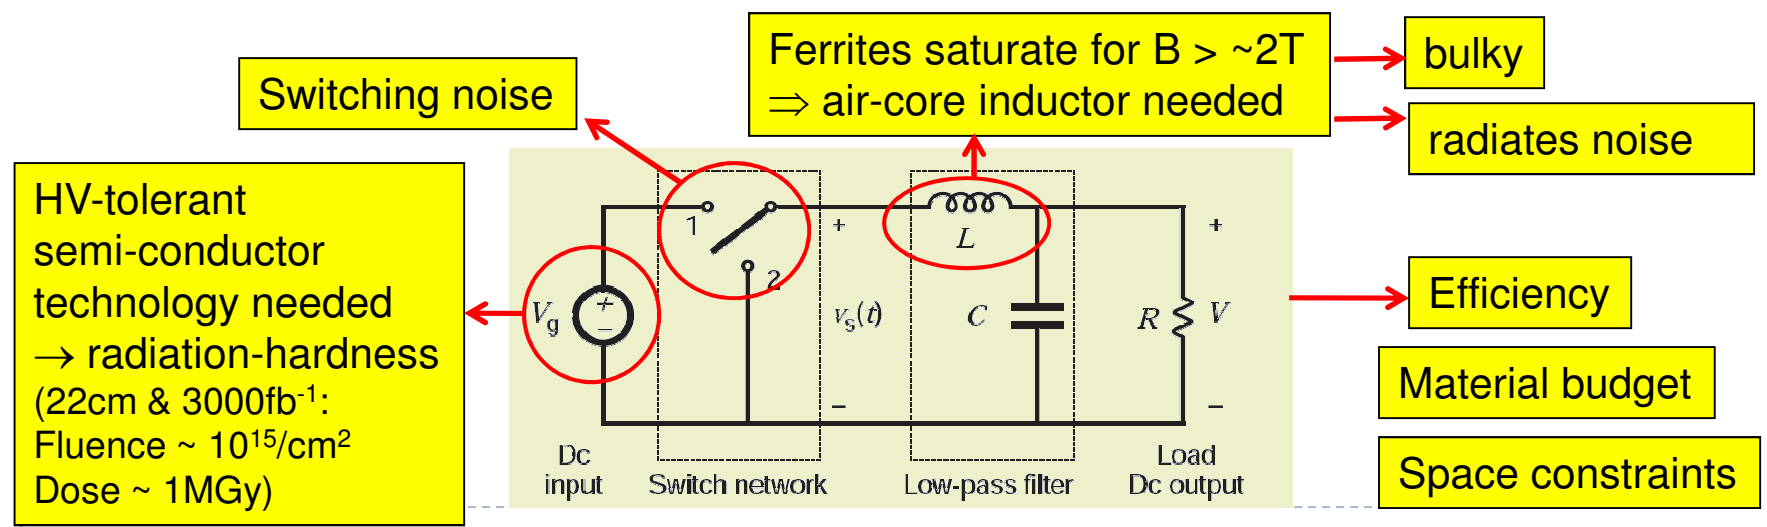 Ferrites saturate for B > ~2T
⇒ air-core inductor needed
bulky
radiates noise
Switching noise
HV-tolerant
semi-conductor
technology needed
→ radiation-hardness
(22cm & 3000fb⁻¹:
Fluence ~ 10¹⁵/cm²
Dose ~ 1MGy)
1
2
+
+
L
Vg
+
–
vs(t)
C
R
V
–
–
Dc
input
Switch network
Low-pass filter
Load
Dc output
Efficiency
Material budget
Space constraints